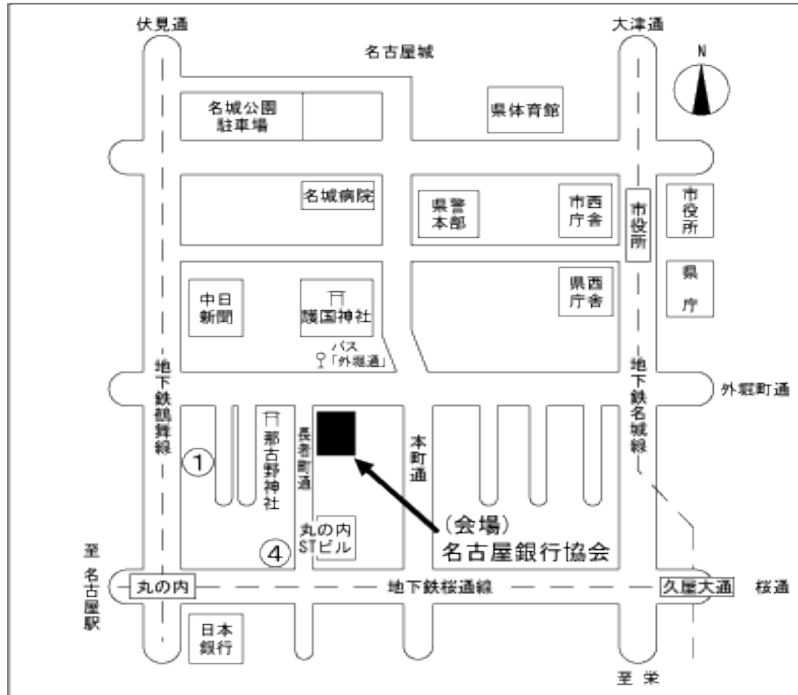 伏見通
大津通
名古屋城
N
名城公園
駐車場
県体育館
名城病院
県警
本部
市西
庁舎
市役所
市役所
中日
新聞
護国神社
県西
庁舎
県庁
バス
「外堀通」
地下鉄鶴舞線
地下鉄名城線
外堀町通
①
那古野神社
長者町通
本町通
(会場)
名古屋銀行協会
丸の内
STビル
④
至名古屋駅
丸の内
地下鉄桜通線
久屋大通
桜通
日本
銀行
至 栄